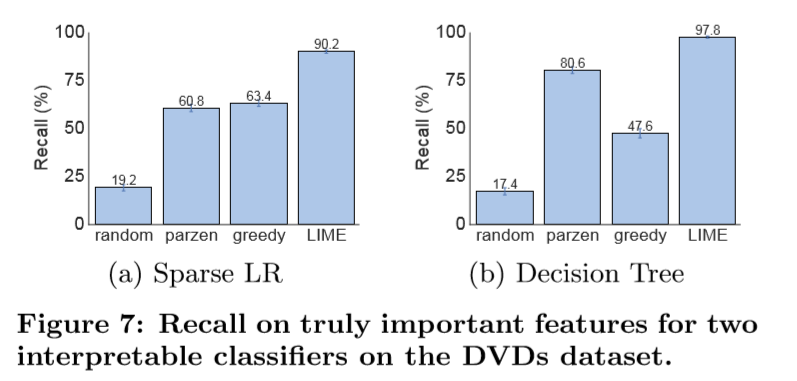 100
75
50
25
0
Recall (%)
19.2
60.8
63.4
90.2
random parzen greedy LIME
(a) Sparse LR
100
75
50
25
0
Recall (%)
17.4
80.6
47.6
97.8
random parzen greedy LIME
(b) Decision Tree
Figure 7: Recall on truly important features for two
interpretable classifiers on the DVDs dataset.